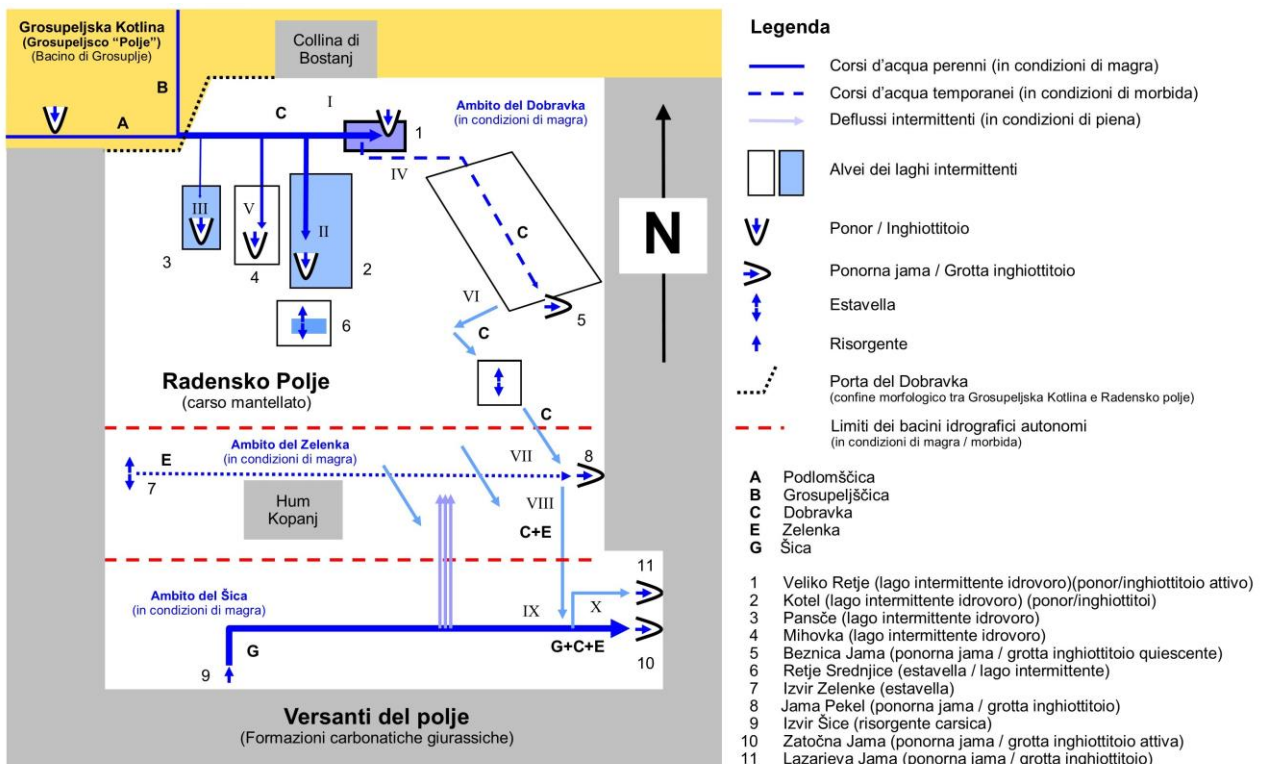 Grosupeljska Kotlina
(Grosupeljsco “Polje”)
(Bacino di Grosuplje)
B
A
Collina di
Bostanj
I
C
1
Ambito del Dobravka
(in condizioni di magra)
IV
III
V
II
3
4
2
C
N
VI
5
C
6
Radensko Polje
(carso mantellato)
C
Ambito del Zelenka
(in condizioni di magra)
E
VII
8
7
Hum
Kopanj
VIII
C+E
11
Ambito del Šica
(in condizioni di magra)
IX
X
G
G+C+E
9
10
Versanti del polje
(Formazioni carbonatiche giurassiche)
Legenda
Corsi d’acqua perenni (in condizioni di magra)
Corsi d’acqua temporanei (in condizioni di morbida)
Deflussi intermittenti (in condizioni di piena)
Alvei dei laghi intermittenti
Ponor / Inghiottitoio
Ponorna jama / Grotta inghiottitoio
Estavella
Risorgente
Porta del Dobravka
(confine morfologico tra Grosupeljska Kotlina e Radensko polje)
Limiti dei bacini idrografici autonomi
(in condizioni di magra / morbida)
A Podlomščica
B Grosupeljščica
C Dobravka
E Zelenka
G Šica
1 Veliko Retje (lago intermittente idrovoro)(ponor/inghiottitoio attivo)
2 Kotel (lago intermittente idrovoro) (ponor/inghiottitoi)
3 Pansče (lago intermittente idrovoro)
4 Mihovka (lago intermittente idrovoro)
5 Beznica Jama (ponorna jama / grotta inghiottitoio quiescente)
6 Retje Srednjice (estavella / lago intermittente)
7 Izvir Zelenke (estavella)
8 Jama Pekel (ponorna jama / grotta inghiottitoio)
9 Izvir Šice (risorgente carsica)
10 Zatočna Jama (ponorna jama / grotta inghiottitoio attiva)
11 Lazarjeva Jama (ponorna jama / grotta inghiottitoio)